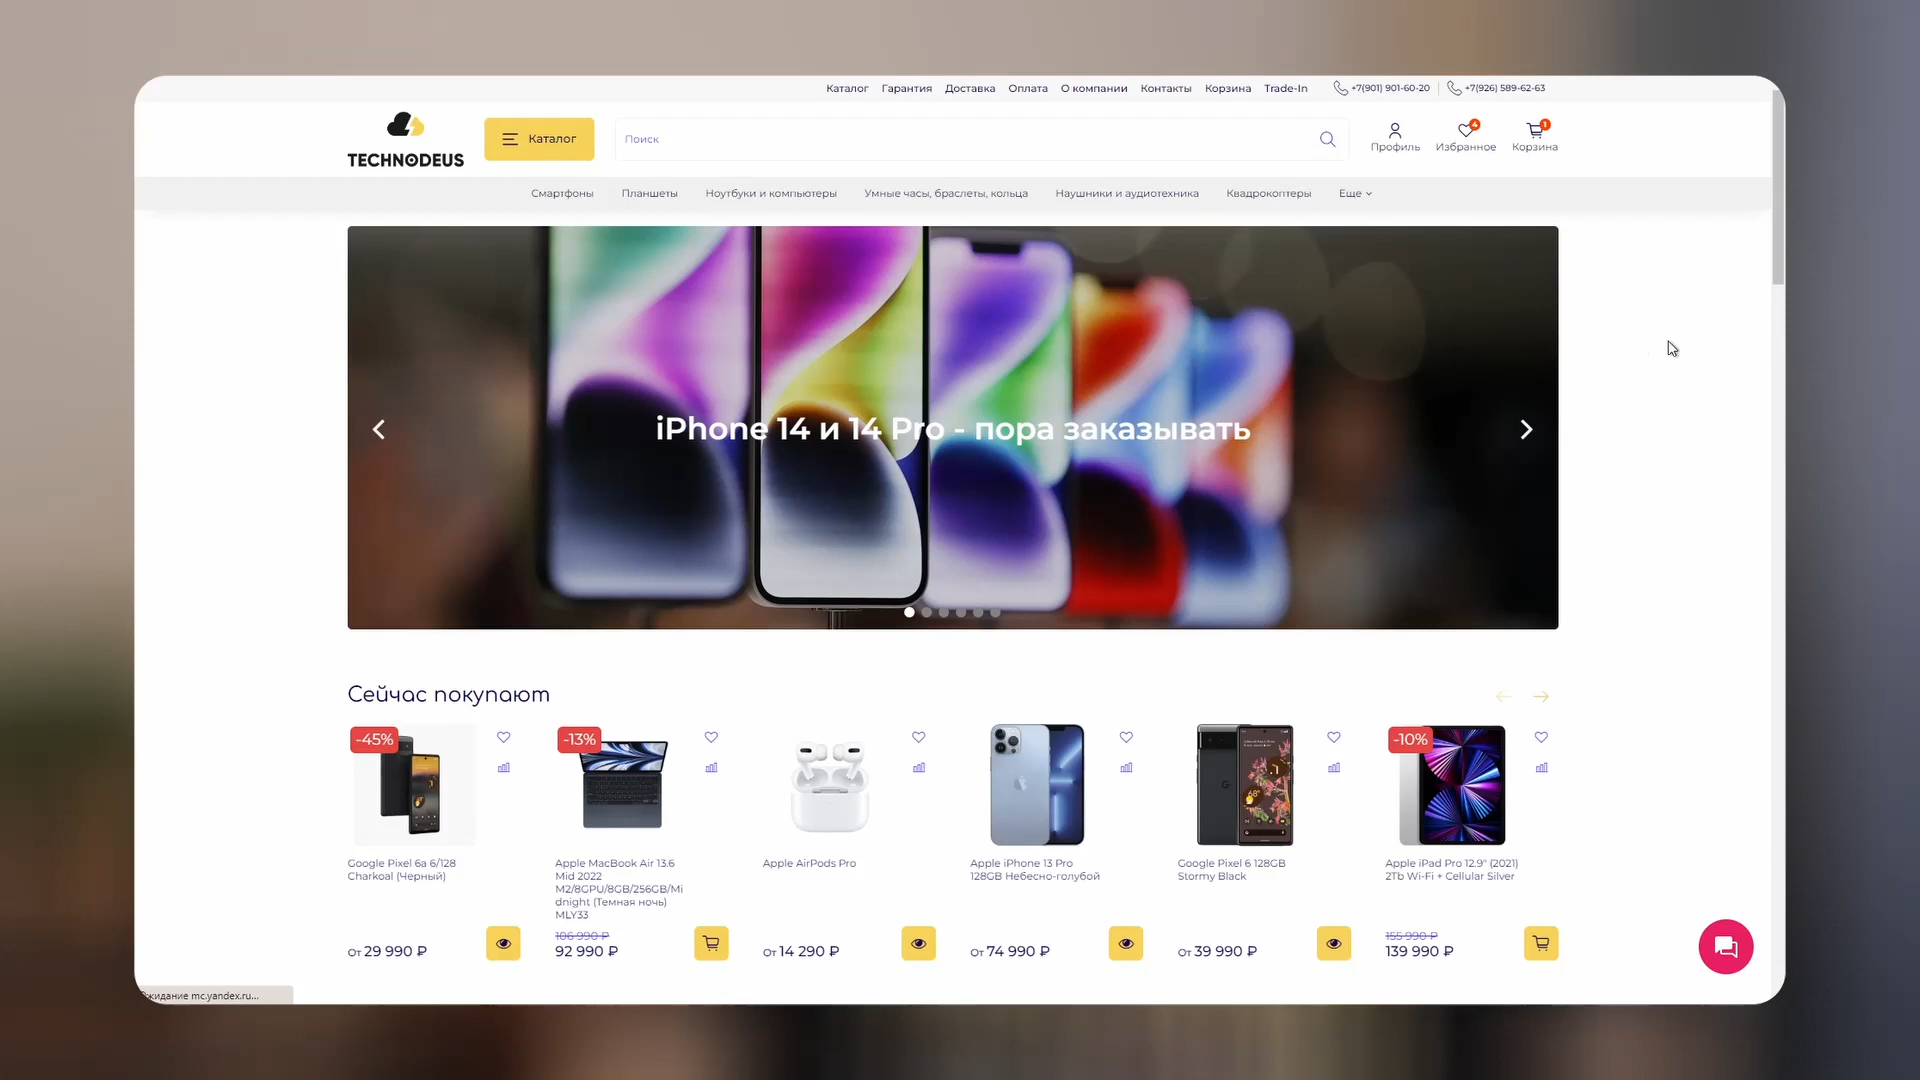 Каталог Гарантия Доставка Оплата О компании Контакты Корзина Trade-In +7(901) 901-60-20 +7(926) 589-62-63
TECHNODEUS
Каталог
Поиск
Профиль
4
Избранное
1
Корзина
Смартфоны Планшеты Ноутбуки и компьютеры Умные часы, браслеты, кольца Наушники и аудиотехника Квадрокоптеры Еще
iPhone 14 и 14 Pro - пора заказывать
Сейчас покупают
-45%
Google Pixel 6a 6/128
Charkoal (Черный)
От 29 990 ₽
-13%
Apple MacBook Air 13.6
Mid 2022
M2/8GPU/8GB/256GB/Mi
dnight (Темная ночь)
MLY33
106 990 ₽
92 990 ₽
Apple AirPods Pro
От 14 290 ₽
Apple iPhone 13 Pro
128GB Небесно-голубой
От 74 990 ₽
Google Pixel 6 128GB
Stormy Black
От 39 990 ₽
-10%
Apple iPad Pro 12.9" (2021)
2Tb Wi-Fi + Cellular Silver
155 990 ₽
139 990 ₽
Ожидание mc.yandex.ru...